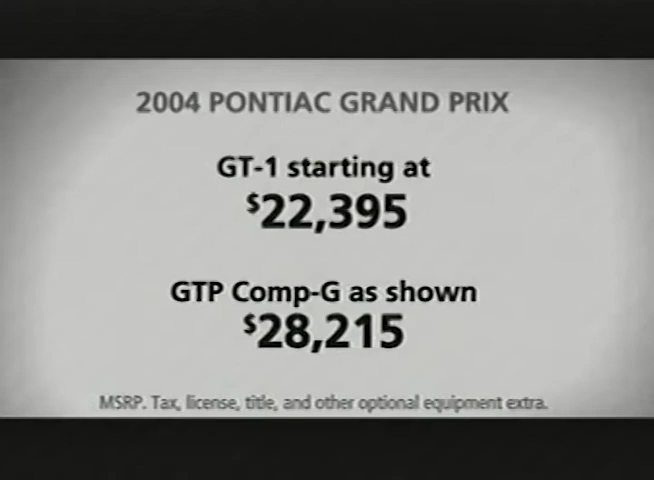 2004 PONTIAC GRAND PRIX
GT-1 starting at
$22,395
GTP Comp-G as shown
$28,215
MSRP. Tax, license, title, and other optional equipment extra.